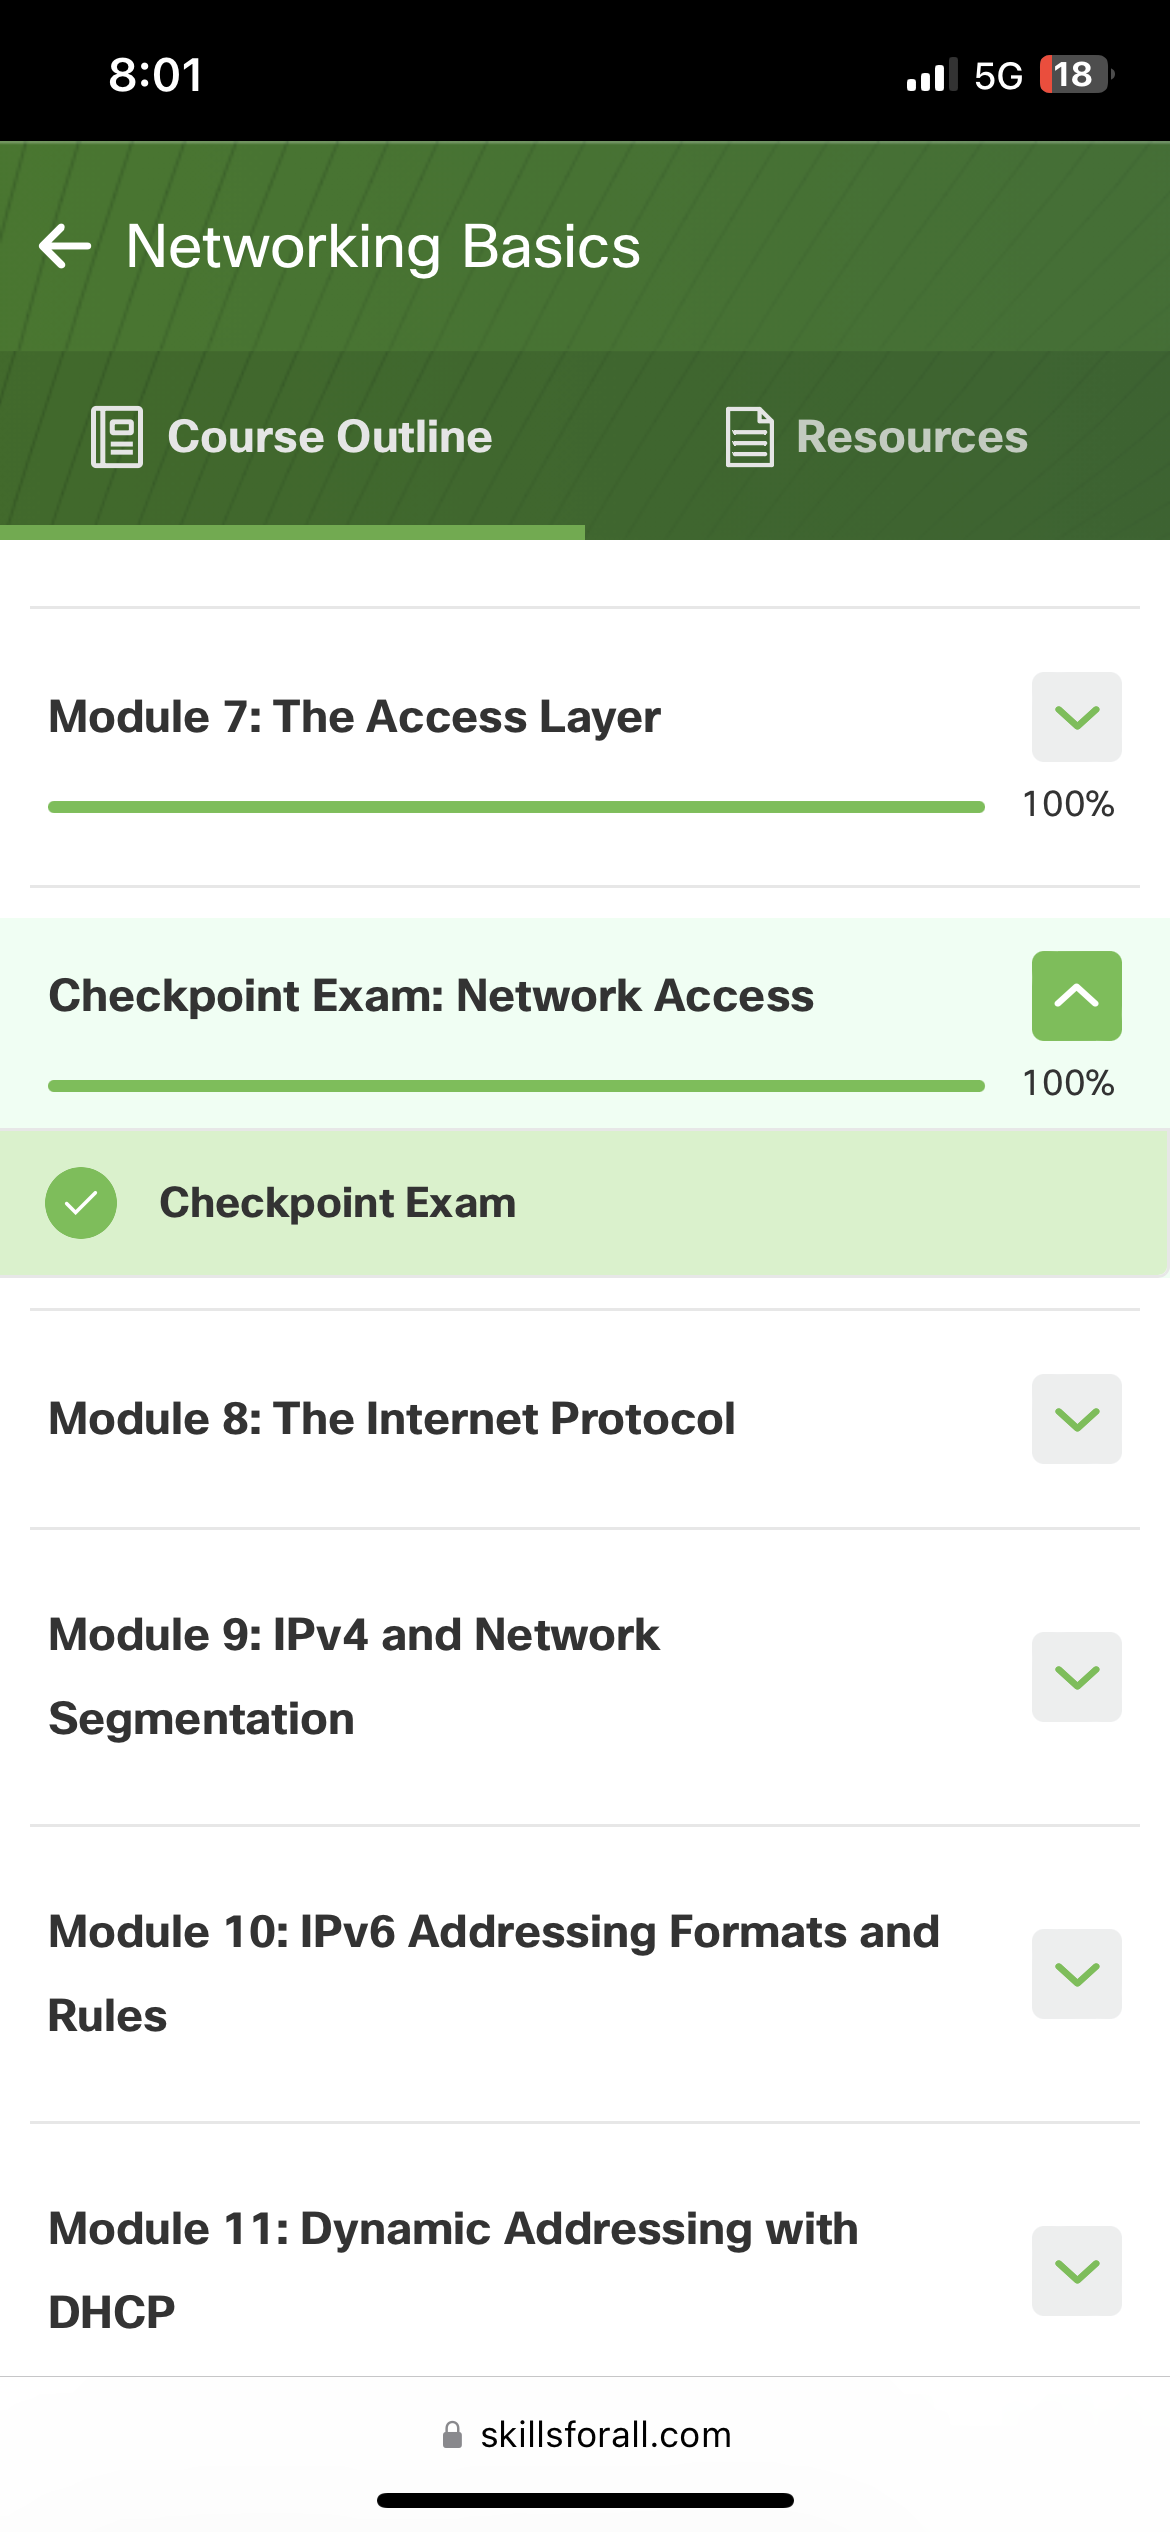 8:01
5G 18
Networking Basics
Course Outline
Resources
Module 7: The Access Layer
100%
Checkpoint Exam: Network Access
100%
Checkpoint Exam
Module 8: The Internet Protocol
Module 9: IPv4 and Network
Segmentation
Module 10: IPv6 Addressing Formats and
Rules
Module 11: Dynamic Addressing with
DHCP
skillsforall.com